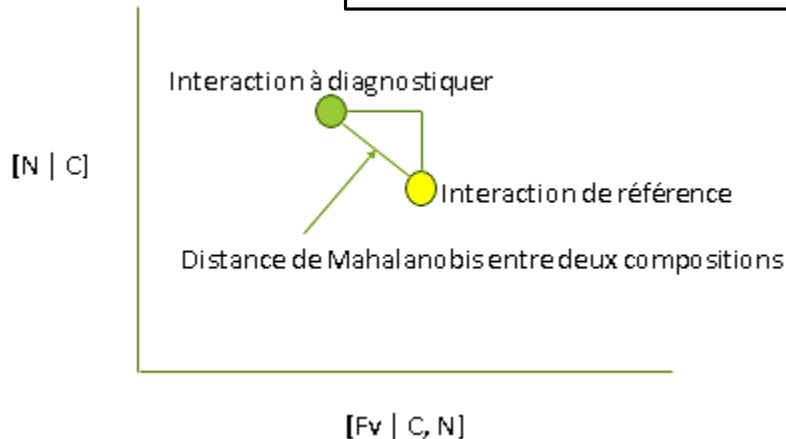 Interaction à diagnostiquer
[N | C]
Interaction de référence
Distance de Mahalanobis entre deux compositions
[Fv | C, N]